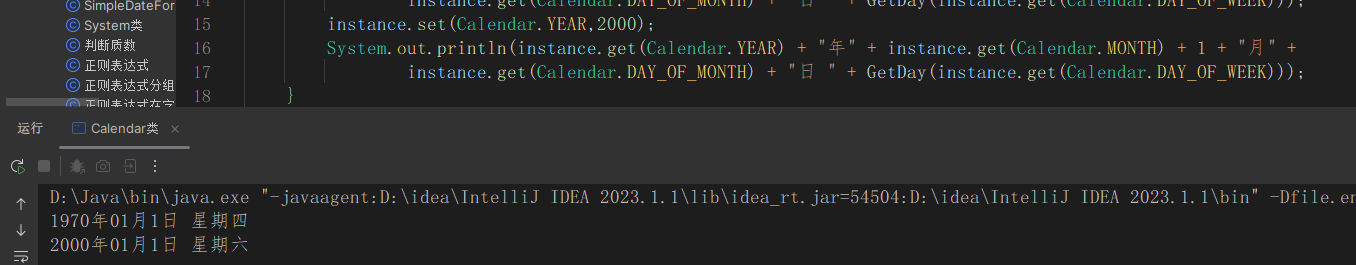 SimpleDateFor
System类
判断质数
正则表达式
正则表达式分组
正则表达式在字
14 instance.get(Calendar.DAY_OF_MONTH) + "日 " + GetDay(instance.get(Calendar.DAY_OF_WEEK)));
15 instance.set(Calendar.YEAR,2000);
16 System.out.println(instance.get(Calendar.YEAR) + "年" + instance.get(Calendar.MONTH) + 1 + "月" +
17 instance.get(Calendar.DAY_OF_MONTH) + "日 " + GetDay(instance.get(Calendar.DAY_OF_WEEK)));
18 }
运行 Calendar类
D:\Java\bin\java.exe "-javaagent:D:\idea\IntelliJ IDEA 2023.1.1\lib\idea_rt.jar=54504:D:\idea\IntelliJ IDEA 2023.1.1\bin" -Dfile.en
1970年01月1日 星期四
2000年01月1日 星期六